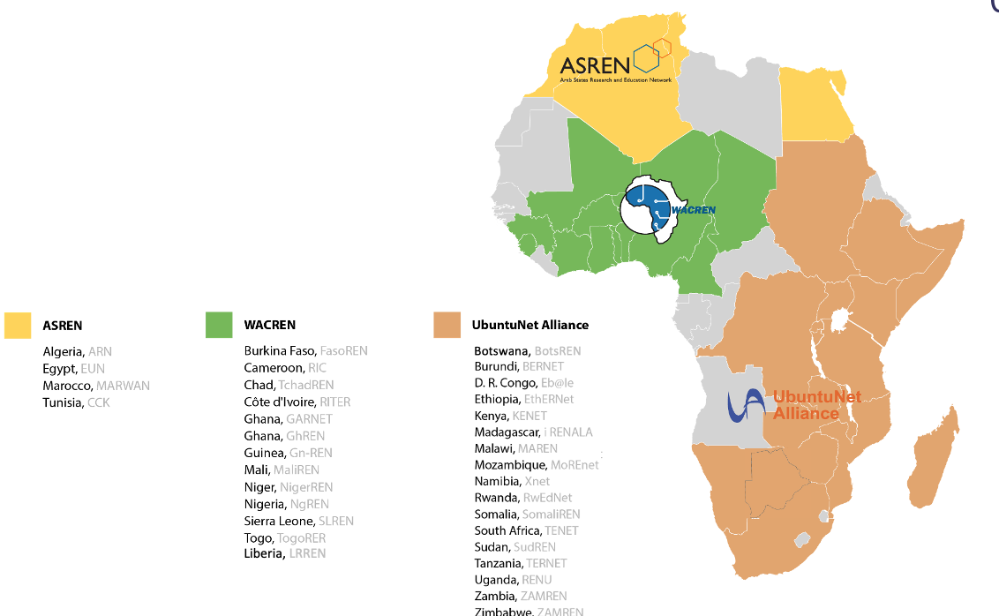 ASREN
Arab States Research and Education Network
WACREN
UbuntuNet
Alliance
ASREN
Algeria, ARN
Egypt, EUN
Marocco, MARWAN
Tunisia, CCK
WACREN
Burkina Faso, FasoREN
Cameroon, RIC
Chad, TchadREN
Côte d'Ivoire, RITER
Ghana, GARNET
Ghana, GhREN
Guinea, Gn-REN
Mali, MaliREN
Niger, NigerREN
Nigeria, NgREN
Sierra Leone, SLREN
Togo, TogoRER
Liberia, LRREN
UbuntuNet Alliance
Botswana, BotsREN
Burundi, BERNET
D. R. Congo, Eb@le
Ethiopia, EthERNet
Kenya, KENET
Madagascar, i RENALA
Malawi, MAREN
Mozambique, MoREnet
Namibia, Xnet
Rwanda, RwEdNet
Somalia, SomaliREN
South Africa, TENET
Sudan, SudREN
Tanzania, TERNET
Uganda, RENU
Zambia, ZAMREN
Zimbabwe, ZAMREN